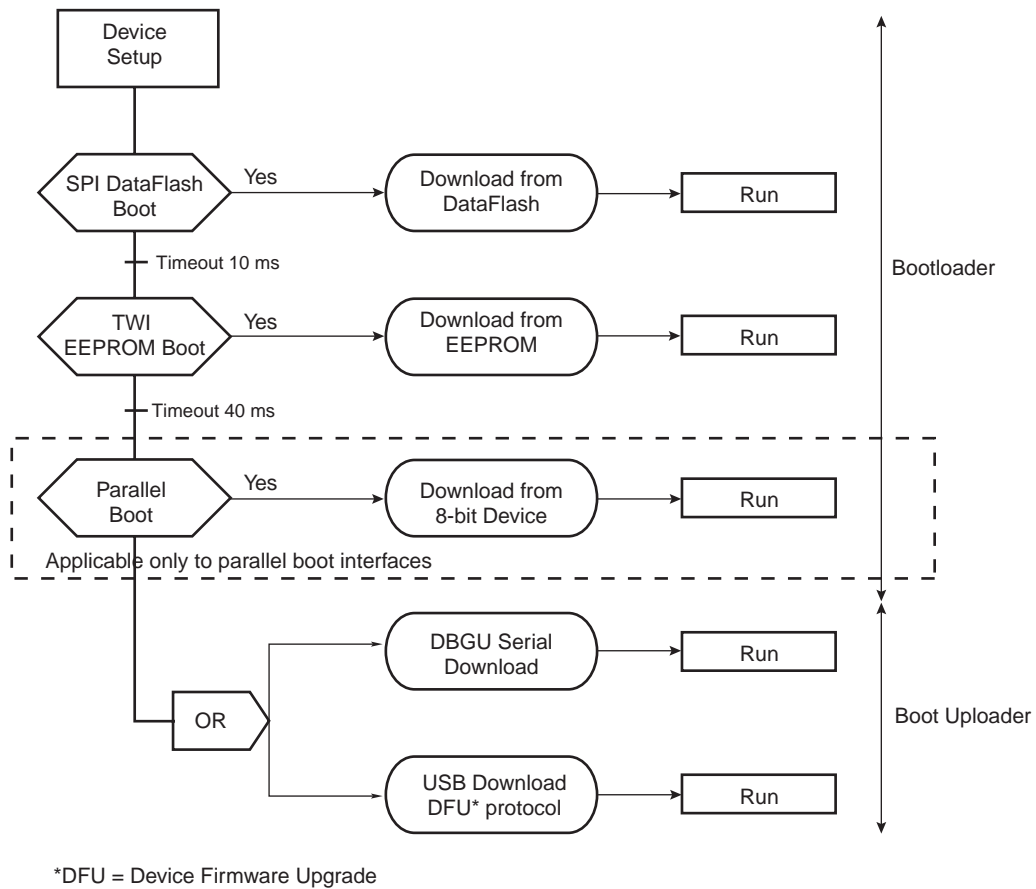 Device
Setup
SPI DataFlash
Boot
Yes
Download from
DataFlash
Run
Timeout 10 ms
Bootloader
TWI
EEPROM Boot
Yes
Download from
EEPROM
Run
Timeout 40 ms
Parallel
Boot
Yes
Download from
8-bit Device
Run
Applicable only to parallel boot interfaces
DBGU Serial
Download
Run
OR
Boot Uploader
USB Download
DFU* protocol
Run
*DFU = Device Firmware Upgrade